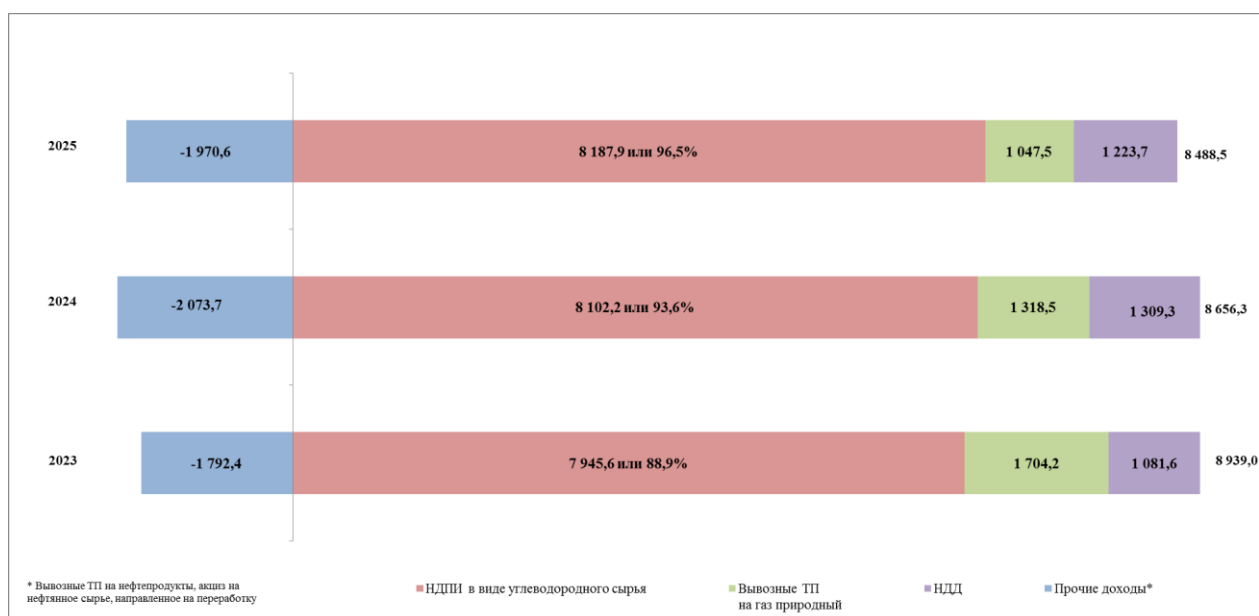 2025
-1 970,6
8 187,9 или 96,5%
1 047,5
1 223,7
8 488,5
2024
-2 073,7
8 102,2 или 93,6%
1 318,5
1 309,3
8 656,3
2023
-1 792,4
7 945,6 или 88,9%
1 704,2
1 081,6
8 939,0
* Вывозные ТП на нефтепродукты, акциз на
нефтянное сырье, направленное на переработку
НДПИ в виде углеводородного сырья
Вывозные ТП
на газ природный
НДД
Прочие доходы*